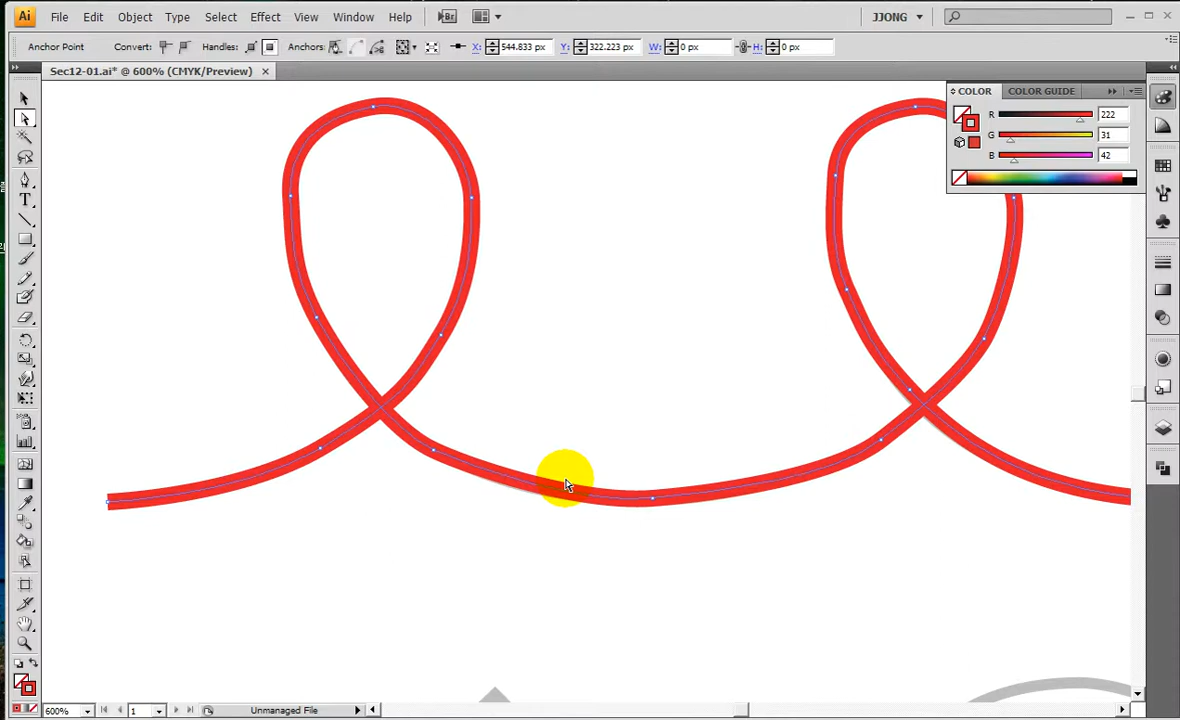 Ai File Edit Object Type Select Effect View Window Help Br JJONG
Anchor Point Convert: Handles: Anchors: X: 544.833 px Y: 322.223 px W: 0 px H: 0 px
Sec12-01.ai* @ 600% (CMYK/Preview) ×
COLOR COLOR GUIDE
R 222
G 31
B 42
T
600% 1 Unmanaged File